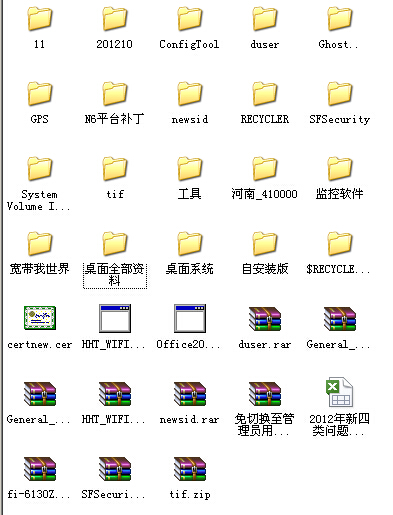 11
201210
ConfigTool
duser
Ghost..
GPS
N6平台补丁
newsid
RECYCLER
SFSecurity
System
Volume I...
tif
工具
河南_410000
监控软件
宽带我世界
桌面全部资
料
桌面系统
自安装版
$RECYCLE...
certnew.cer
HHT_WIFI...
Office20...
duser.rar
General_...
General_...
HHT_WIFI...
newsid.rar
免切换至管
理员用...
2012年新四
类问题...
fi-6130Z...
SFSecuri...
tif.zip